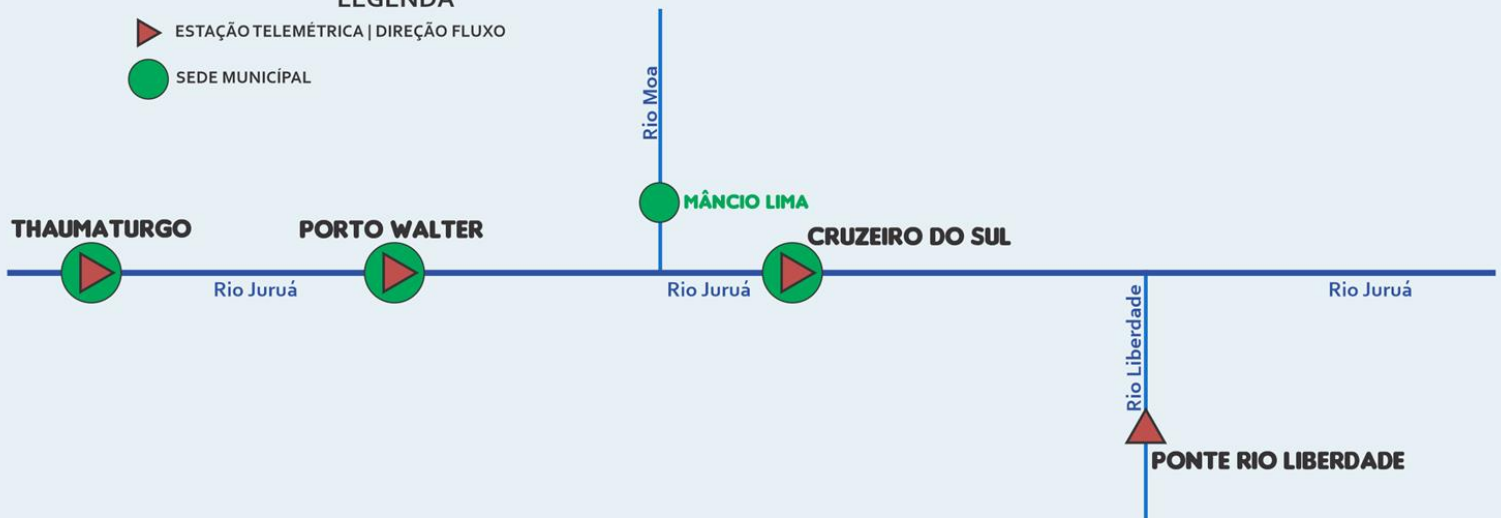 LEGENDA
ESTAÇÃO TELEMÉTRICA | DIREÇÃO FLUXO
SEDE MUNICÍPAL
Rio Moa
MÂNCIO LIMA
THAUMATURGO
PORTO WALTER
CRUZEIRO DO SUL
Rio Juruá
Rio Juruá
Rio Juruá
Rio Liberdade
PONTE RIO LIBERDADE